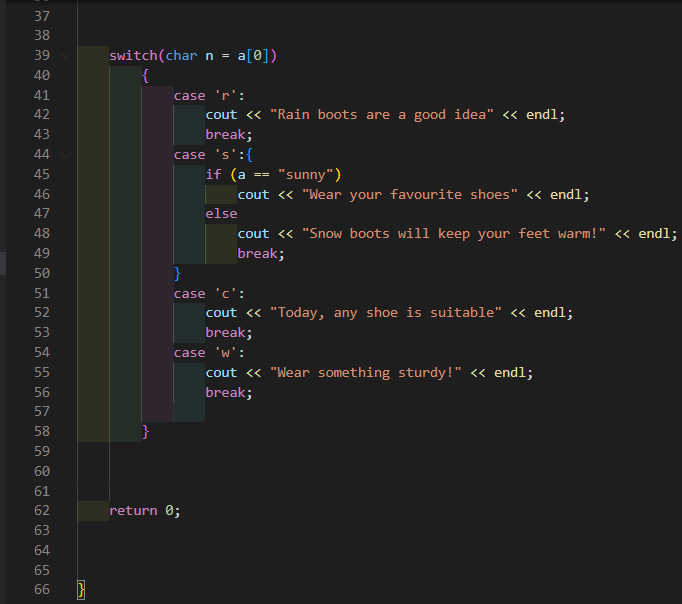 37
38
39 switch(char n = a[0])
40 {
41 case 'r':
42 cout << "Rain boots are a good idea" << endl;
43 break;
44 case 's':{
45 if (a == "sunny")
46 cout << "Wear your favourite shoes" << endl;
47 else
48 cout << "Snow boots will keep your feet warm!" << endl;
49 break;
50 }
51 case 'c':
52 cout << "Today, any shoe is suitable" << endl;
53 break;
54 case 'w':
55 cout << "Wear something sturdy!" << endl;
56 break;
57
58 }
59
60
61
62 return 0;
63
64
65
66 }